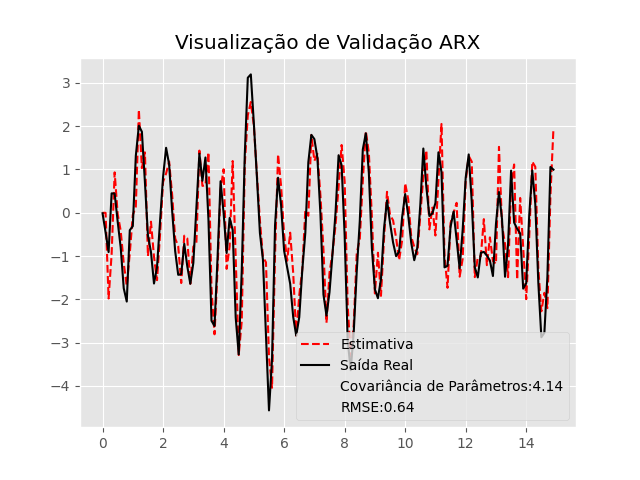 Visualização de Validação ARX
3
2
1
0
−1
−2
−3
−4
Estimativa
Saída Real
Covariância de Parâmetros:4.14
RMSE:0.64
0 2 4 6 8 10 12 14